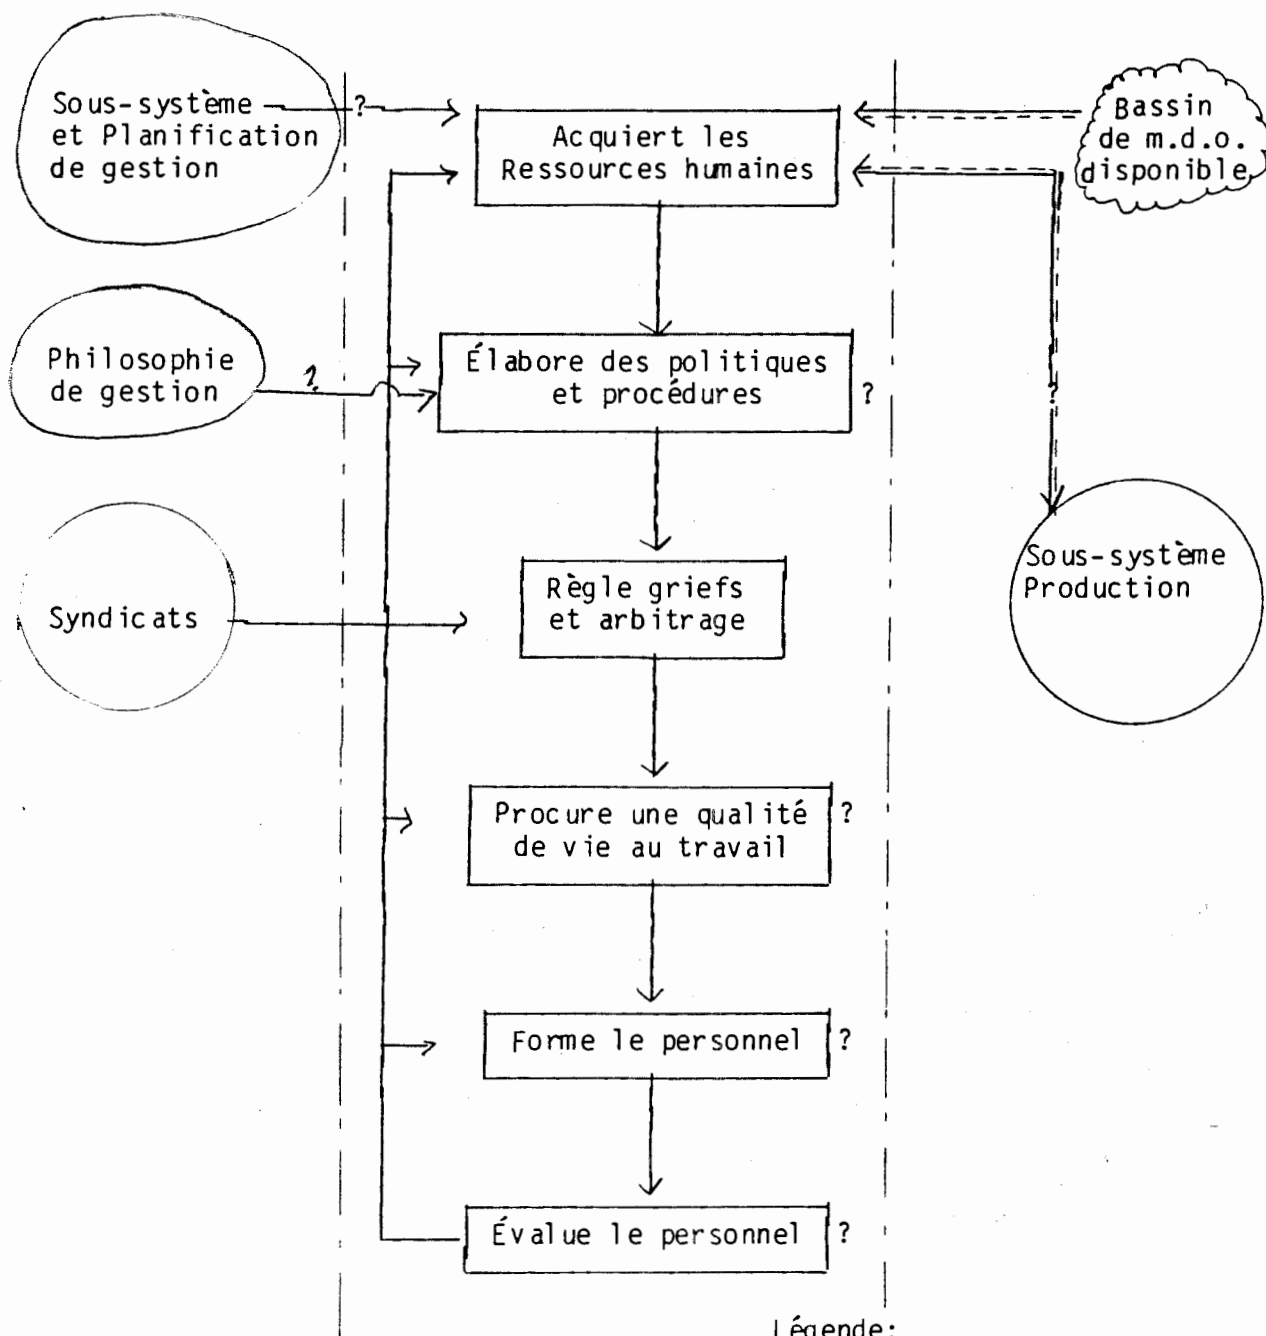 Sous-système
et Planification
de gestion
?
Acquiert les
Ressources humaines
Bassin
de m.d.o.
disponible
Philosophie
de gestion
?
Élabore des politiques
et procédures
?
?
Syndicats
Règle griefs
et arbitrage
Sous-système
Production
Procure une qualité
de vie au travail
?
Forme le personnel
?
Évalue le personnel
?
Légende: